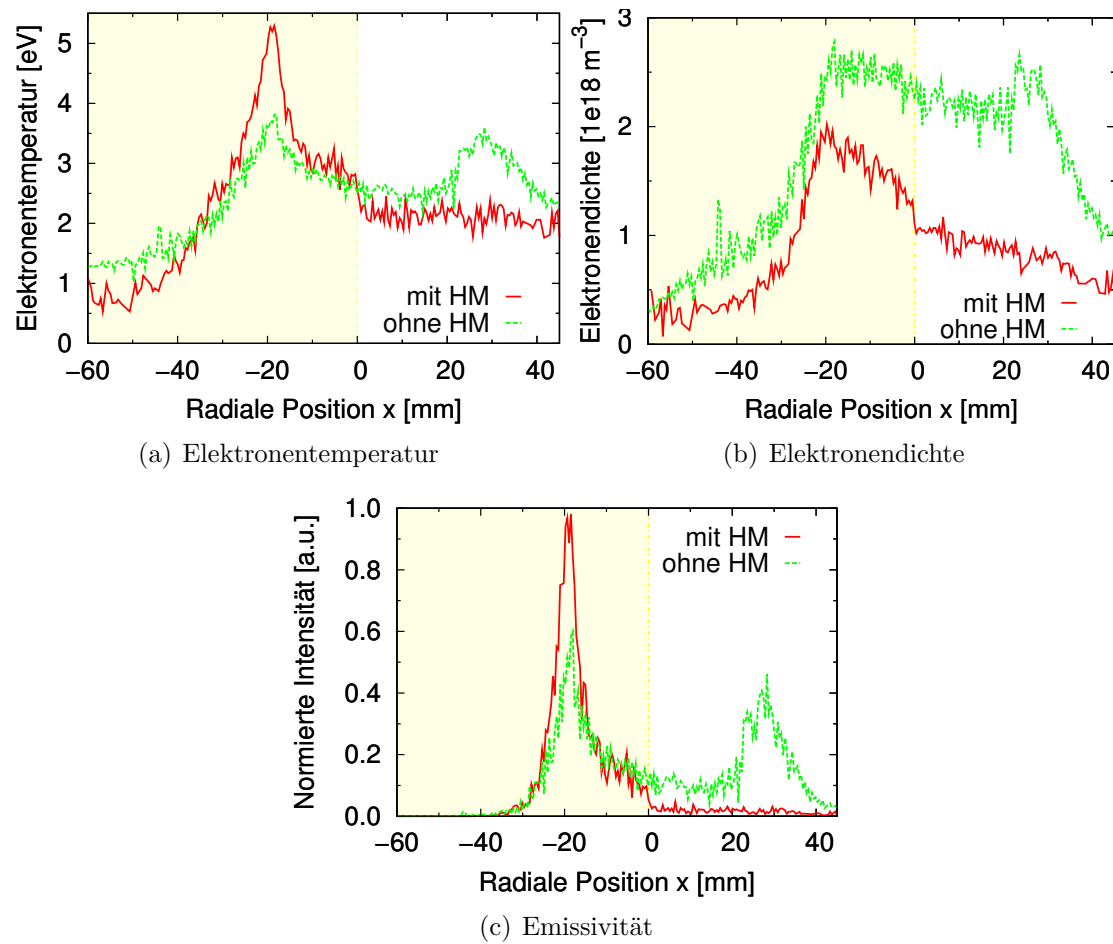 Elektronentemperatur [eV]
5
4
3
2
1
0
mit HM
ohne HM
−60 −40 −20 0 20 40
Radiale Position x [mm]
(a) Elektronentemperatur
Elektronendichte [1e18 m−3]
3
2
1
0
mit HM
ohne HM
−60 −40 −20 0 20 40
Radiale Position x [mm]
(b) Elektronendichte
Normierte Intensität [a.u.]
1.0
0.8
0.6
0.4
0.2
0.0
mit HM
ohne HM
−60 −40 −20 0 20 40
Radiale Position x [mm]
(c) Emissivität